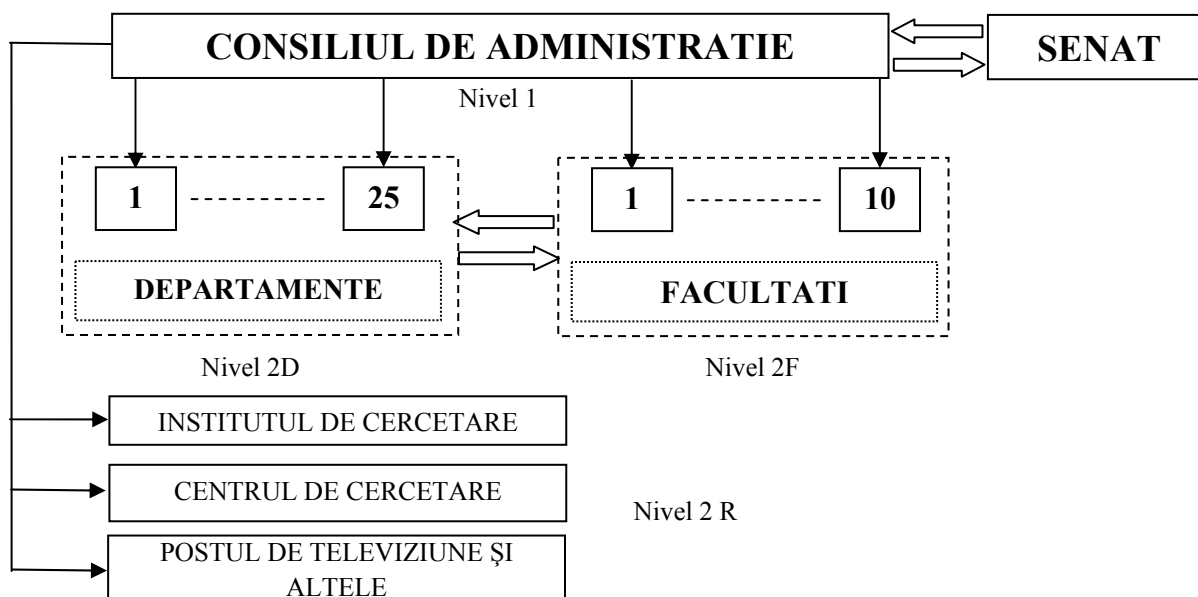 CONSILIUL DE ADMINISTRATIE
SENAT
Nivel 1
1
25
1
10
DEPARTAMENTE
FACULTATI
Nivel 2D
Nivel 2F
INSTITUTUL DE CERCETARE
CENTRUL DE CERCETARE
Nivel 2 R
POSTUL DE TELEVIZIUNE ŞI
ALTELE